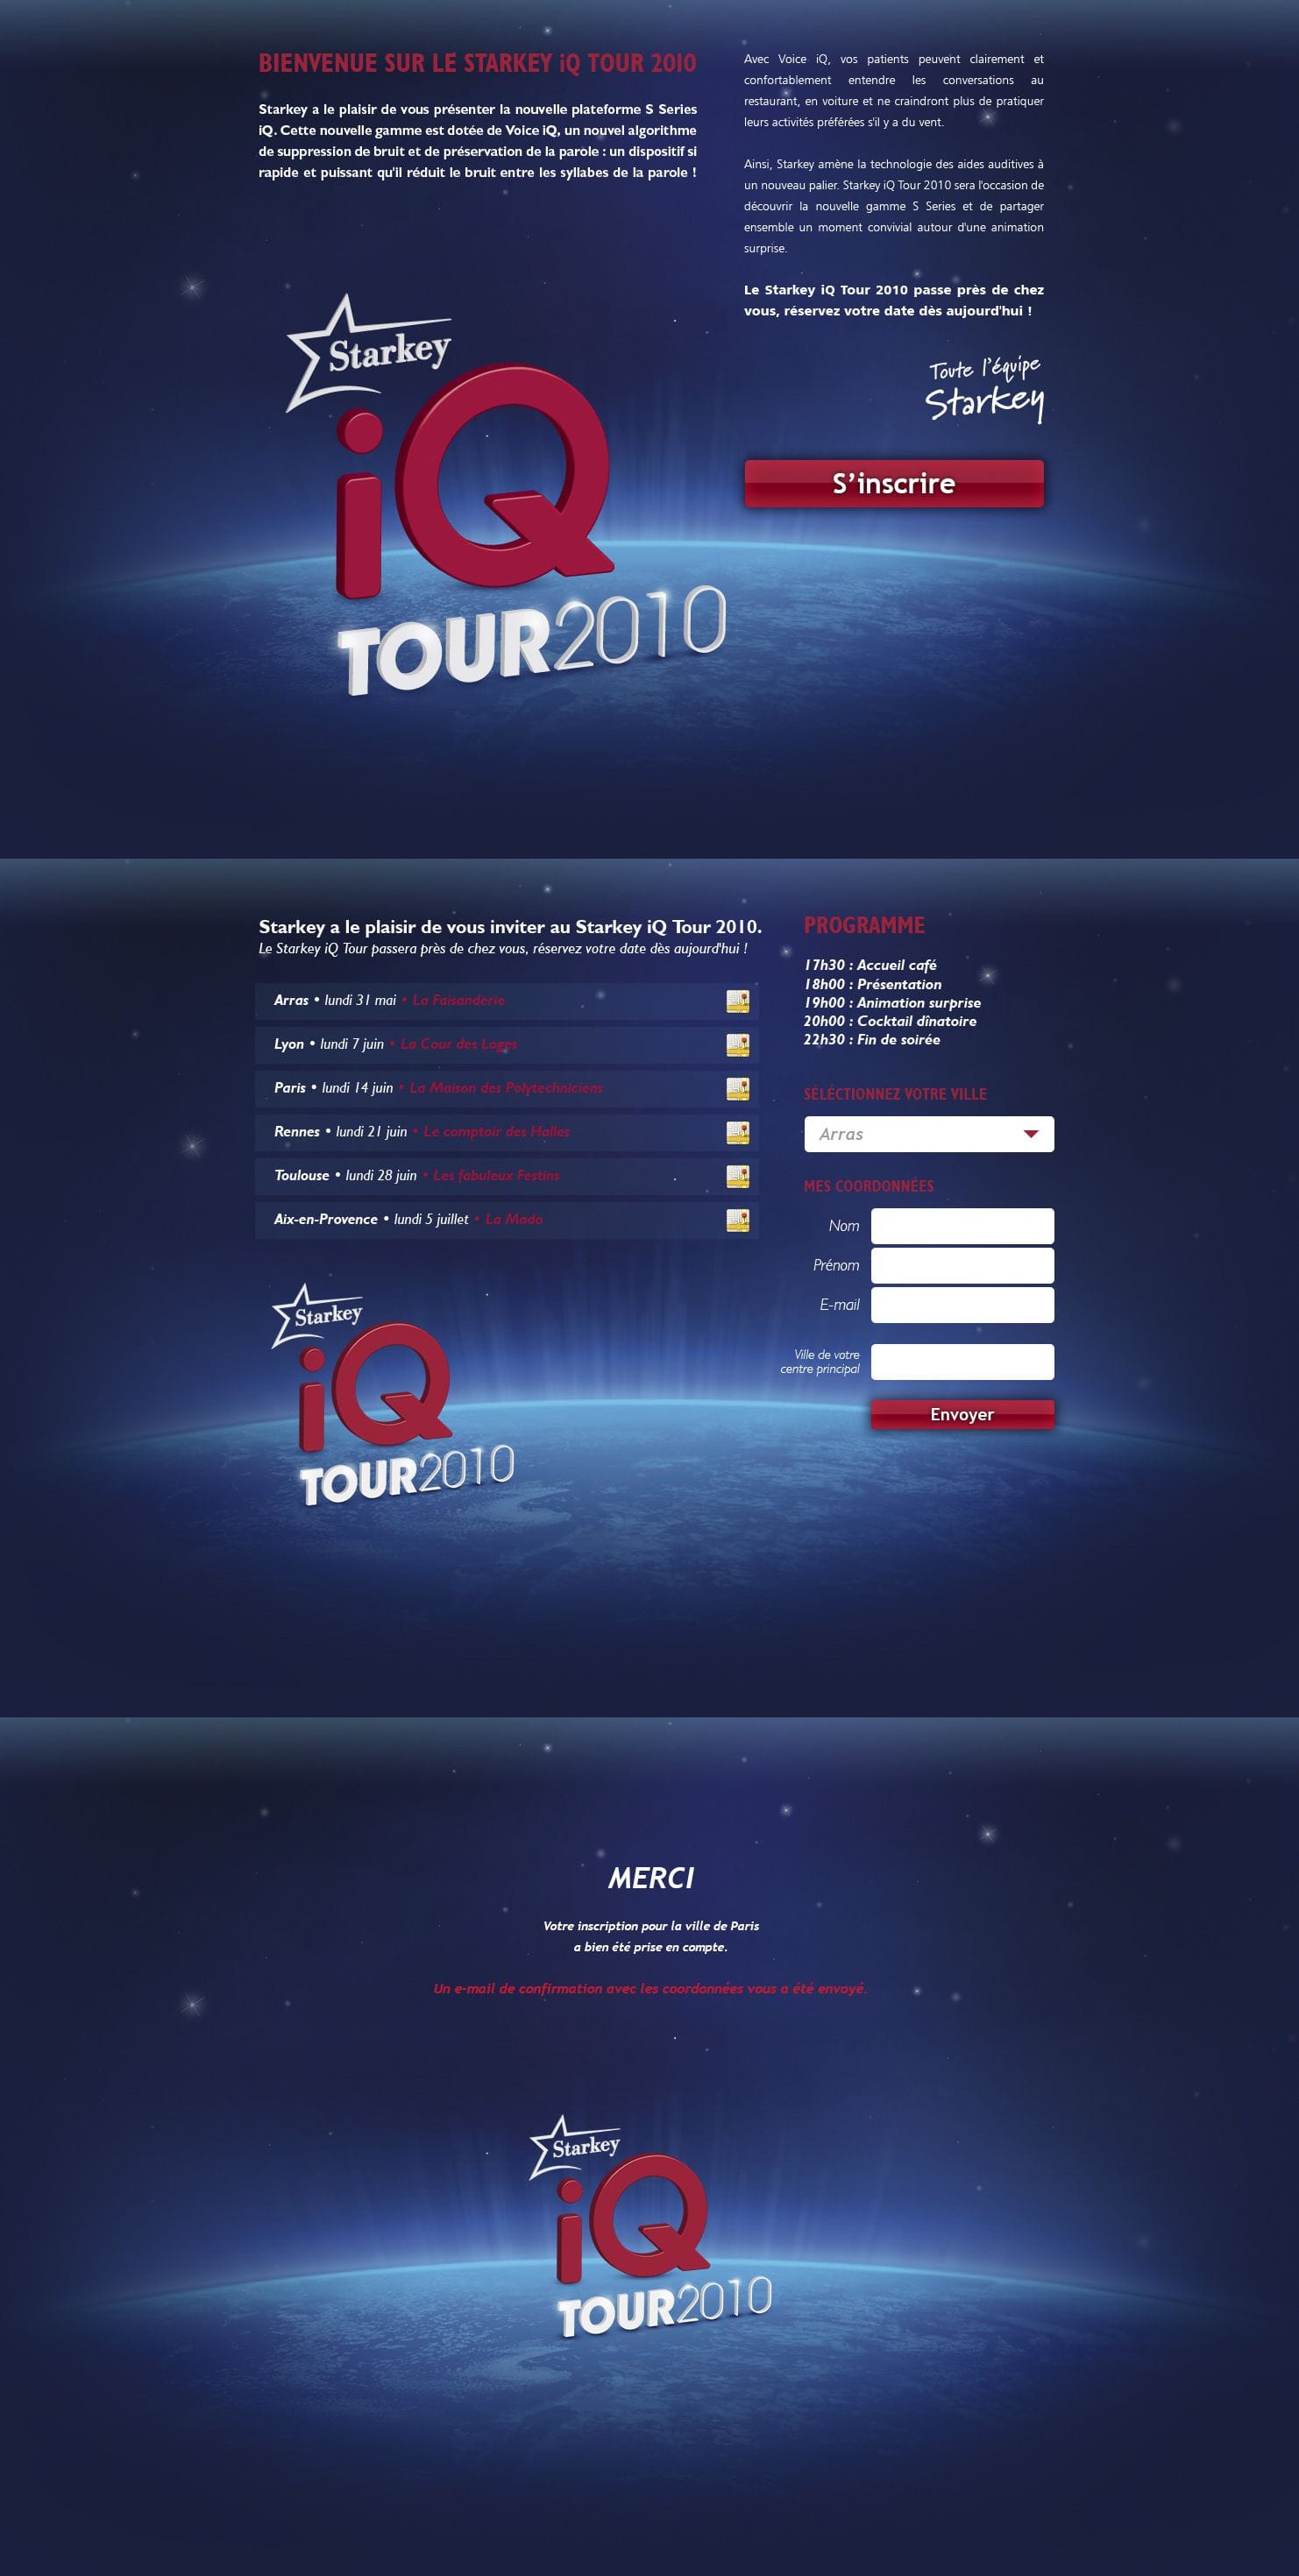 BIENVENUE SUR LE STARKEY iQ TOUR 2010
Starkey a le plaisir de vous présenter la nouvelle plateforme S Series
iQ. Cette nouvelle gamme est dotée de Voice iQ, un nouvel algorithme
de suppression de bruit et de préservation de la parole : un dispositif si
rapide et puissant qu'il réduit le bruit entre les syllabes de la parole !
Avec Voice iQ, vos patients peuvent clairement et
confortablement entendre les conversations au
restaurant, en voiture et ne craindront plus de pratiquer
leurs activités préférées s'il y a du vent.
Ainsi, Starkey amène la technologie des aides auditives à
un nouveau palier. Starkey iQ Tour 2010 sera l'occasion de
découvrir la nouvelle gamme S Series et de partager
ensemble un moment convivial autour d'une animation
surprise.
Le Starkey iQ Tour 2010 passe près de chez
vous, réservez votre date dès aujourd'hui !
Toute l'équipe
Starkey
S'inscrire
Starkey
iQ
TOUR2010
Starkey a le plaisir de vous inviter au Starkey iQ Tour 2010.
Le Starkey iQ Tour passera près de chez vous, réservez votre date dès aujourd'hui !
Arras • lundi 31 mai • La Faisanderie
Lyon • lundi 7 juin • La Cour des Loges
Paris • lundi 14 juin • La Maison des Polytechniciens
Rennes • lundi 21 juin • Le comptoir des Halles
Toulouse • lundi 28 juin • Les fabuleux Festins
Aix-en-Provence • lundi 5 juillet • La Mado
Starkey
iQ
TOUR2010
PROGRAMME
17h30 : Accueil café
18h00 : Présentation
19h00 : Animation surprise
20h00 : Cocktail dînatoire
22h30 : Fin de soirée
SÉLÉCTIONNEZ VOTRE VILLE
Arras
MES COORDONNÉES
Nom
Prénom
E-mail
Ville de votre
centre principal
Envoyer
MERCI
Votre inscription pour la ville de Paris
a bien été prise en compte.
Un e-mail de confirmation avec les coordonnées vous a été envoyé.
Starkey
iQ
TOUR2010